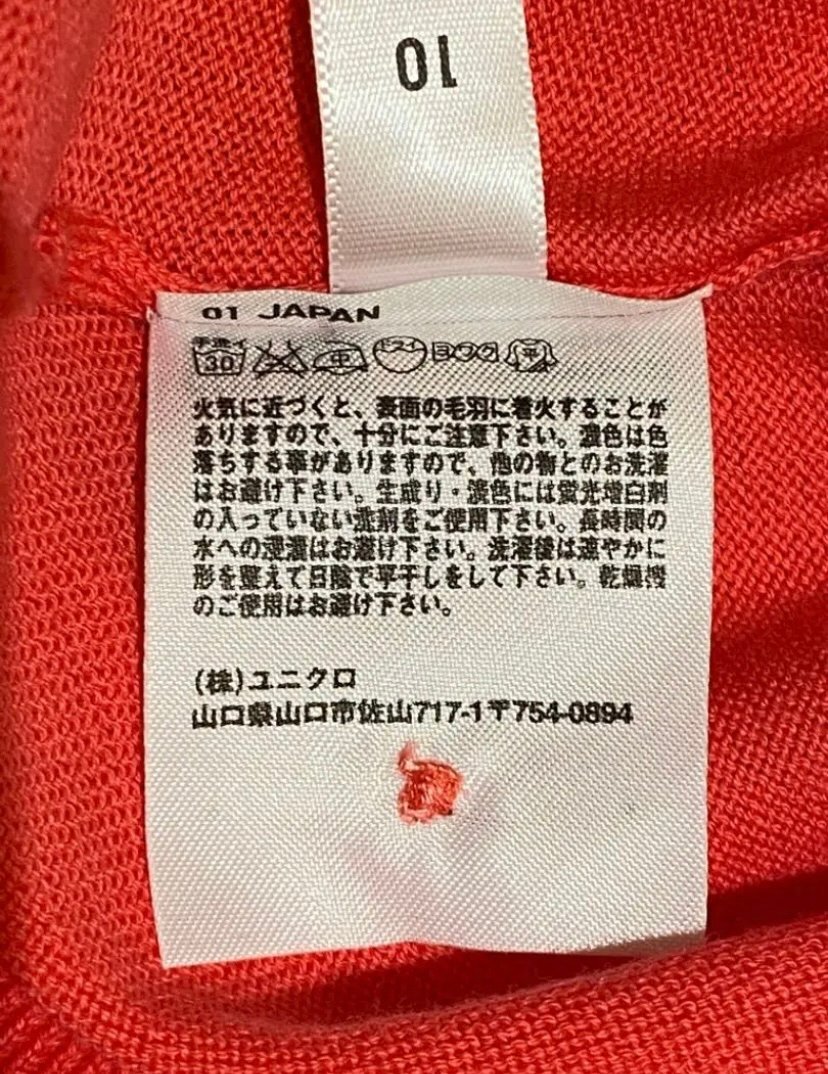 10
01 JAPAN
手洗イ 30 中 ドライ ヨワク 平
火気に近づくと、表面の毛羽に着火することが
ありますので、十分にご注意下さい。濃色は色
落ちする事がありますので、他の物とのお洗濯
はお避け下さい。生成り・淡色には蛍光増白剤
の入っていない洗剤をご使用下さい。長時間の
水への浸漬はお避け下さい。洗濯後は速やかに
形を整えて日陰で平干しをして下さい。乾燥機
のご使用はお避け下さい。
(株)ユニクロ
山口県山口市佐山717-1〒754-0894